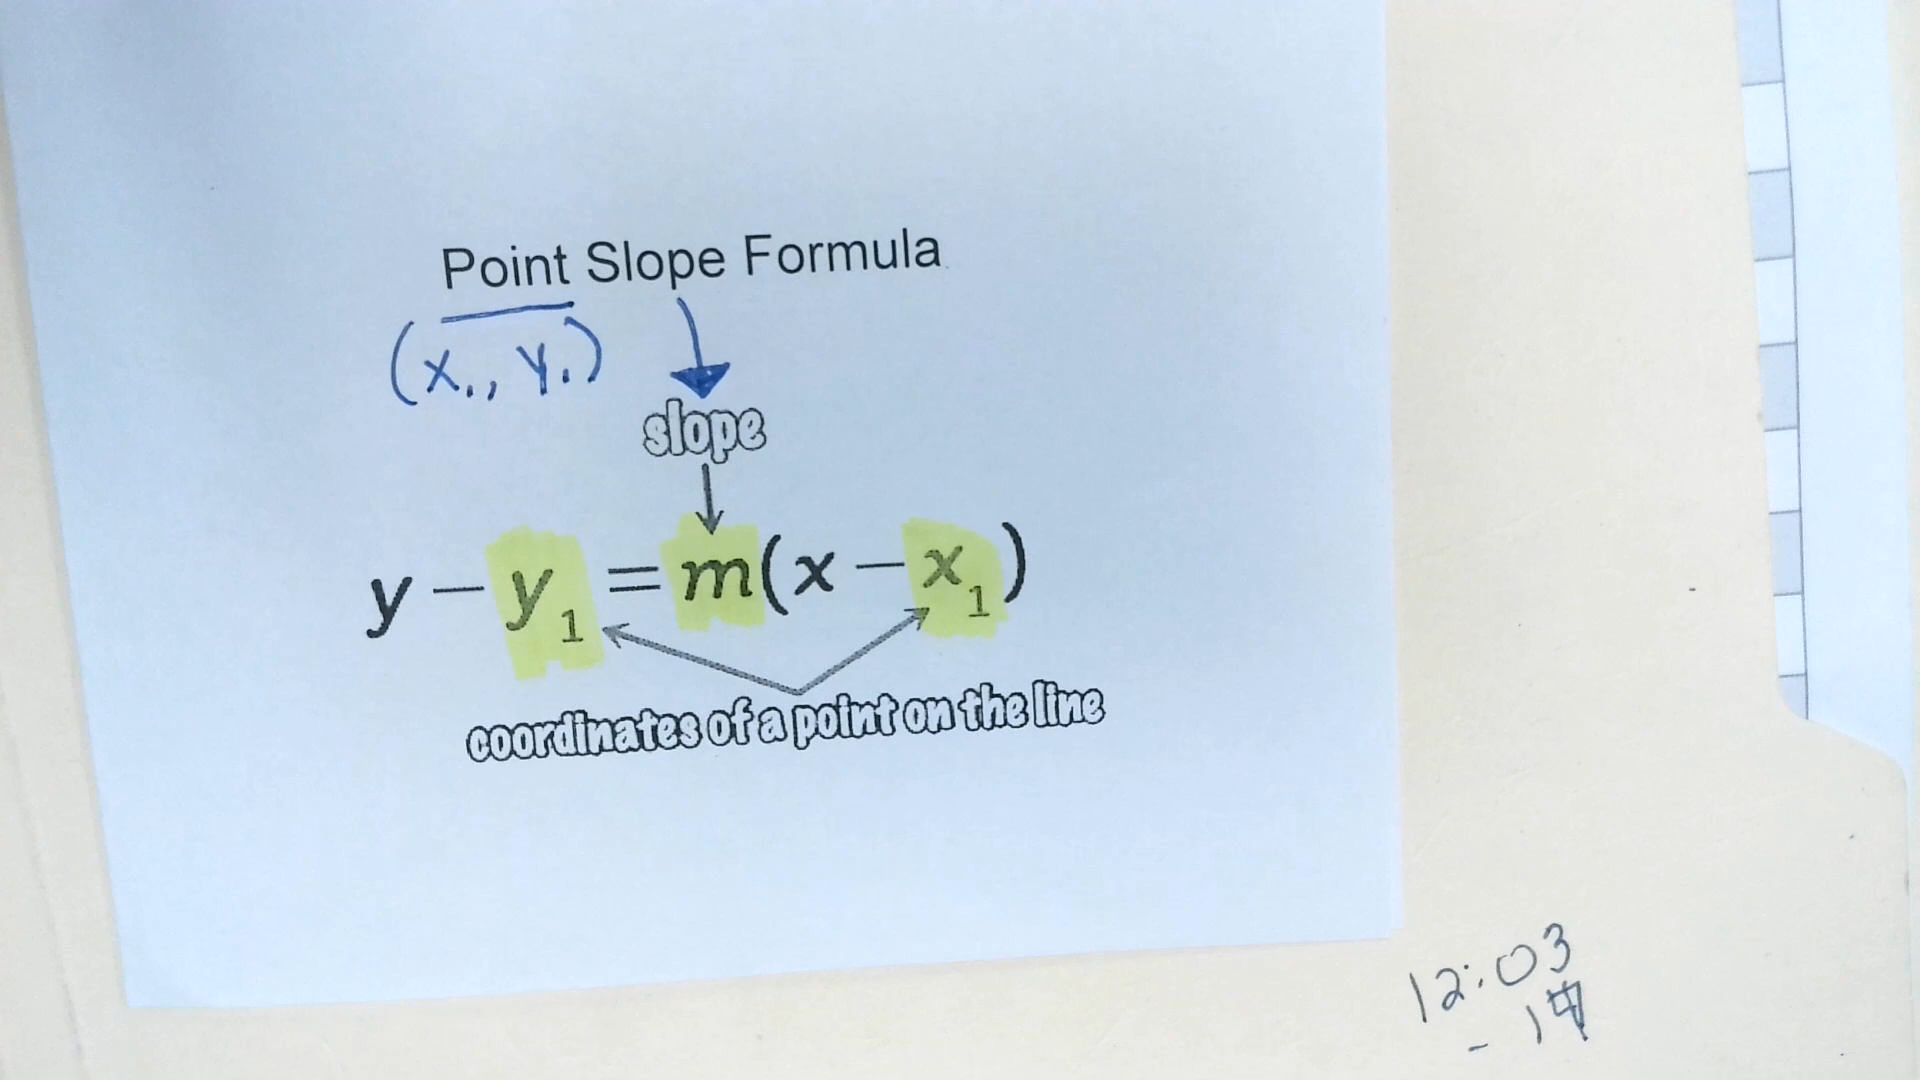 Point Slope Formula
(x₁, y₁)
slope
y − y₁ = m(x − x₁)
coordinates of a point on the line
12:03